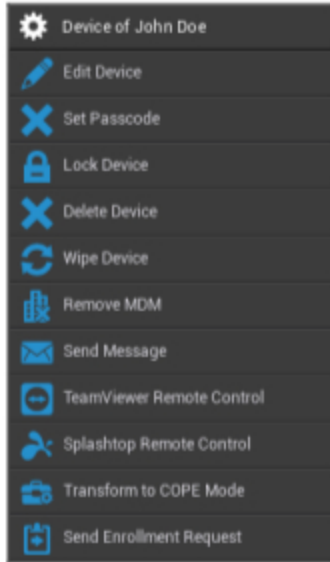 Device of John Doe
Edit Device
Set Passcode
Lock Device
Delete Device
Wipe Device
Remove MDM
Send Message
TeamViewer Remote Control
Splashtop Remote Control
Transform to COPE Mode
Send Enrollment Request